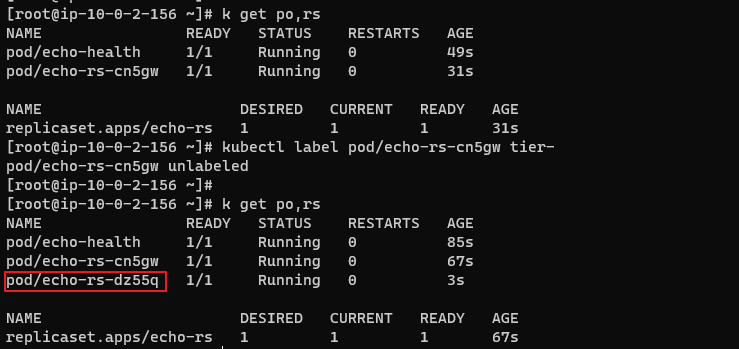 [root@ip-10-0-2-156 ~]# k get po,rs
NAME                 READY   STATUS    RESTARTS   AGE
pod/echo-health      1/1     Running   0          49s
pod/echo-rs-cn5gw    1/1     Running   0          31s
NAME                       DESIRED   CURRENT   READY   AGE
replicaset.apps/echo-rs    1         1         1       31s
[root@ip-10-0-2-156 ~]# kubectl label pod/echo-rs-cn5gw tier-
pod/echo-rs-cn5gw unlabeled
[root@ip-10-0-2-156 ~]#
[root@ip-10-0-2-156 ~]# k get po,rs
NAME                 READY   STATUS    RESTARTS   AGE
pod/echo-health      1/1     Running   0          85s
pod/echo-rs-cn5gw    1/1     Running   0          67s
pod/echo-rs-dz55q    1/1     Running   0          3s
NAME                       DESIRED   CURRENT   READY   AGE
replicaset.apps/echo-rs    1         1         1       67s